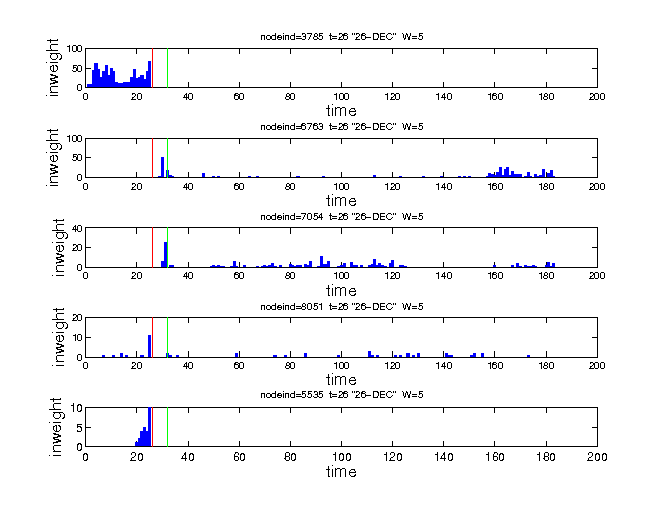 nodeind=3785 t=26 "26-DEC" W=5
inweight
100
50
0
0 20 40 60 80 100 120 140 160 180 200
time
nodeind=6763 t=26 "26-DEC" W=5
inweight
100
50
0
0 20 40 60 80 100 120 140 160 180 200
time
nodeind=7054 t=26 "26-DEC" W=5
inweight
40
20
0
0 20 40 60 80 100 120 140 160 180 200
time
nodeind=8051 t=26 "26-DEC" W=5
inweight
20
10
0
0 20 40 60 80 100 120 140 160 180 200
time
nodeind=5535 t=26 "26-DEC" W=5
inweight
10
5
0
0 20 40 60 80 100 120 140 160 180 200
time